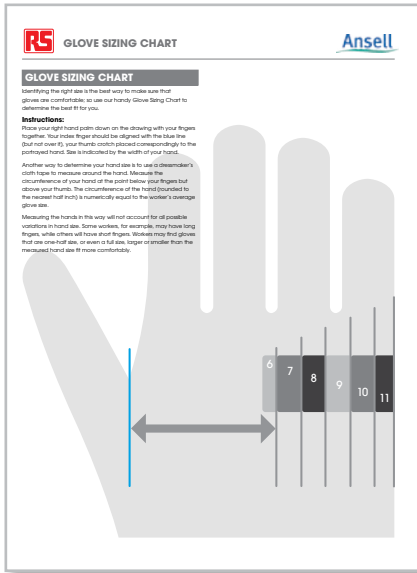 RS GLOVE SIZING CHART Ansell
GLOVE SIZING CHART
Identifying the right size is the best way to make sure that
gloves are comfortable; so use our handy Glove Sizing Chart to
determine the best fit for you.
Instructions:
Place your right hand palm down on the drawing with your fingers
together. Your index finger should be aligned with the blue line
(but not over it), your thumb crotch placed correspondingly to the
portrayed hand. Size is indicated by the width of your hand.
Another way to determine your hand size is to use a dressmaker's
cloth tape to measure around the hand. Measure the
circumference of your hand at the point below your fingers but
above your thumb. The circumference of the hand (rounded to
the nearest half inch) is numerically equal to the worker's average
glove size.
Measuring the hands in this way will not account for all possible
variations in hand size. Some workers, for example, may have long
fingers, while others will have short fingers. Workers may find gloves
that are one-half size, or even a full size, larger or smaller than the
measured hand size fit more comfortably.
6 7 8 9 10 11